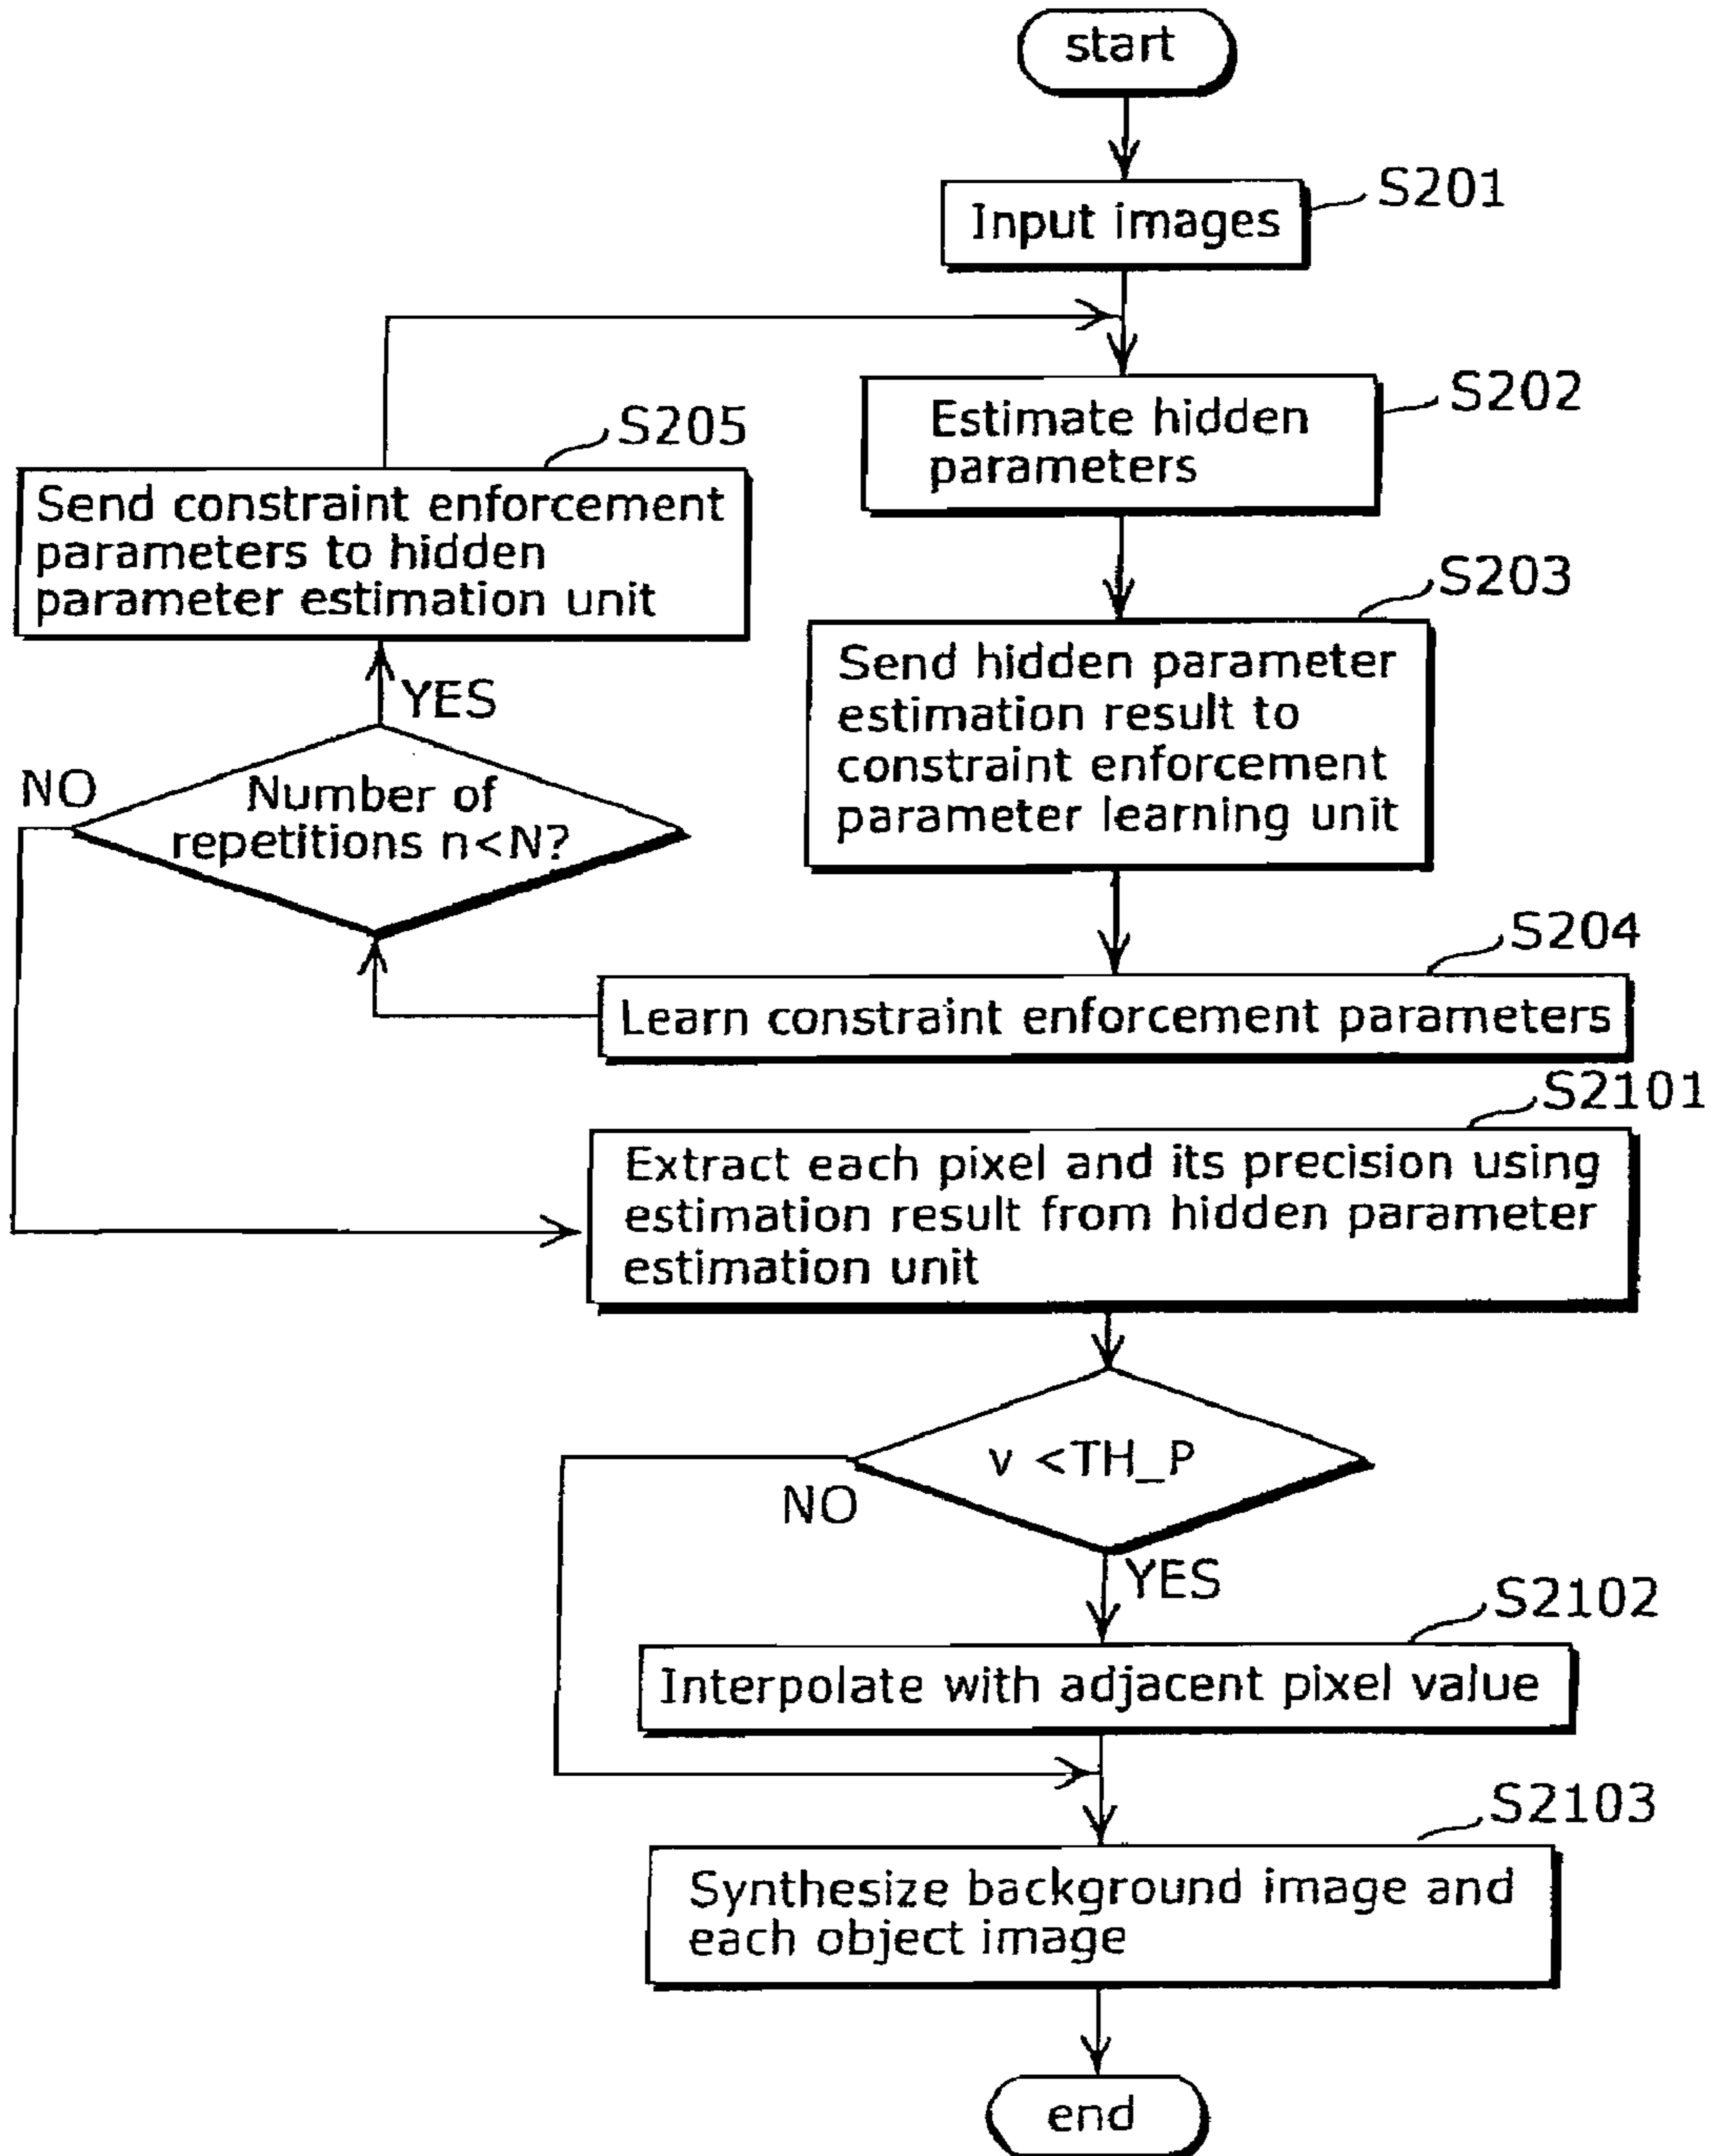 start
S201
Input images
S202
Estimate hidden
parameters
S205
Send constraint enforcement
parameters to hidden
parameter estimation unit
S203
Send hidden parameter
estimation result to
constraint enforcement
parameter learning unit
YES
NO
Number of
repetitions n<N?
S204
Learn constraint enforcement parameters
S2101
Extract each pixel and its precision using
estimation result from hidden parameter
estimation unit
v <TH_P
NO
YES
S2102
Interpolate with adjacent pixel value
S2103
Synthesize background image and
each object image
end